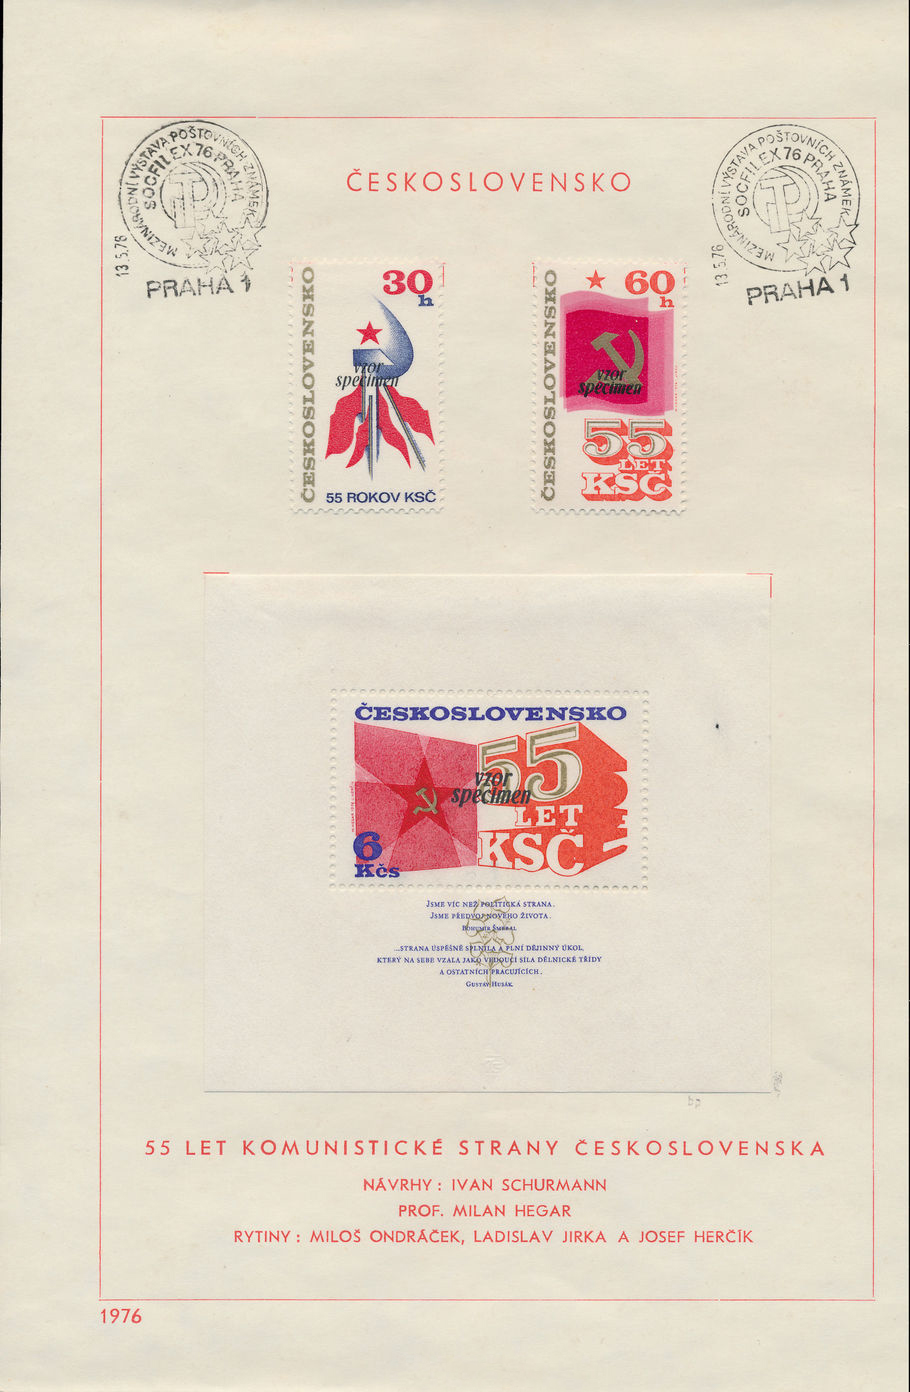 MEZINÁRODNÍ VÝSTAVA POŠTOVNÍCH ZNÁMEK
SOCFILEX 76 PRAHA
13.5.76
PRAHA 1
ČESKOSLOVENSKO
MEZINÁRODNÍ VÝSTAVA POŠTOVNÍCH ZNÁMEK
SOCFILEX 76 PRAHA
13.5.76
PRAHA 1
ČESKOSLOVENSKO
30
h
vzor
specimen
55 ROKOV KSČ
ČESKOSLOVENSKO
60
h
vzor
specimen
55
LET
KSČ
ČESKOSLOVENSKO
55
vzor
specimen
LET
KSČ
6
Kčs
JSME VÍC NEŽ POLITICKÁ STRANA.
JSME PŘEDVOJ NOVÉHO ŽIVOTA.
BOHUMÍR ŠMERAL
...STRANA ÚSPĚŠNĚ SPLNILA A PLNÍ DĚJINNÝ ÚKOL,
KTERÝ NA SEBE VZALA JAKO VEDOUCÍ SÍLA DĚLNICKÉ TŘÍDY
A OSTATNÍCH PRACUJÍCÍCH.
GUSTÁV HUSÁK
55 LET KOMUNISTICKÉ STRANY ČESKOSLOVENSKA
NÁVRHY: IVAN SCHURMANN
PROF. MILAN HEGAR
RYTINY: MILOŠ ONDRÁČEK, LADISLAV JIRKA A JOSEF HERČÍK
1976